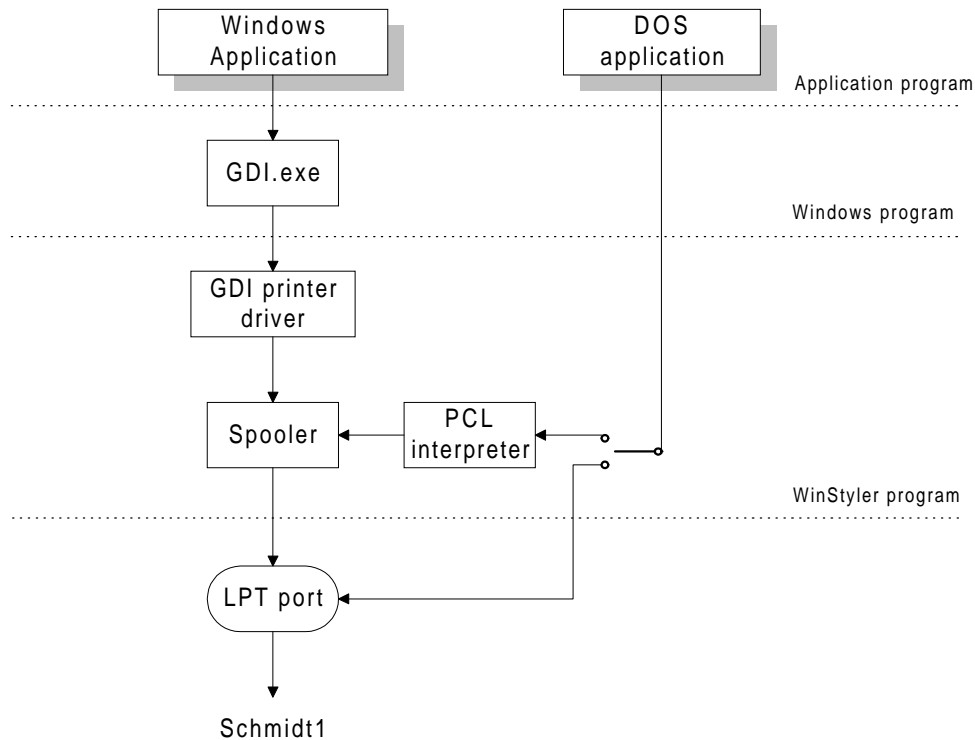 Windows
Application
DOS
application
Application program
GDI.exe
Windows program
GDI printer
driver
Spooler
PCL
interpreter
WinStyler program
LPT port
Schmidt1